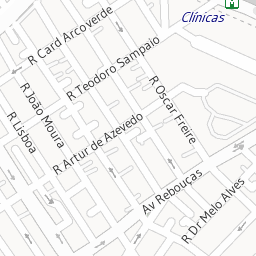 Clínicas
R Card Arcoverde
R Teodoro Sampaio
R Oscar Freire
R João Moura
R Lisboa
R Artur de Azevedo
Av Rebouças
R Dr Melo Alves